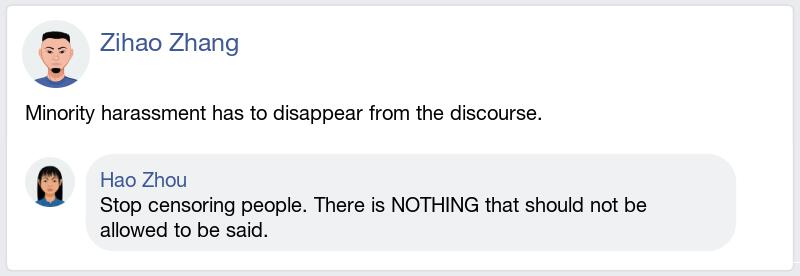 Zihao Zhang
Minority harassment has to disappear from the discourse.
Hao Zhou
Stop censoring people. There is NOTHING that should not be
allowed to be said.